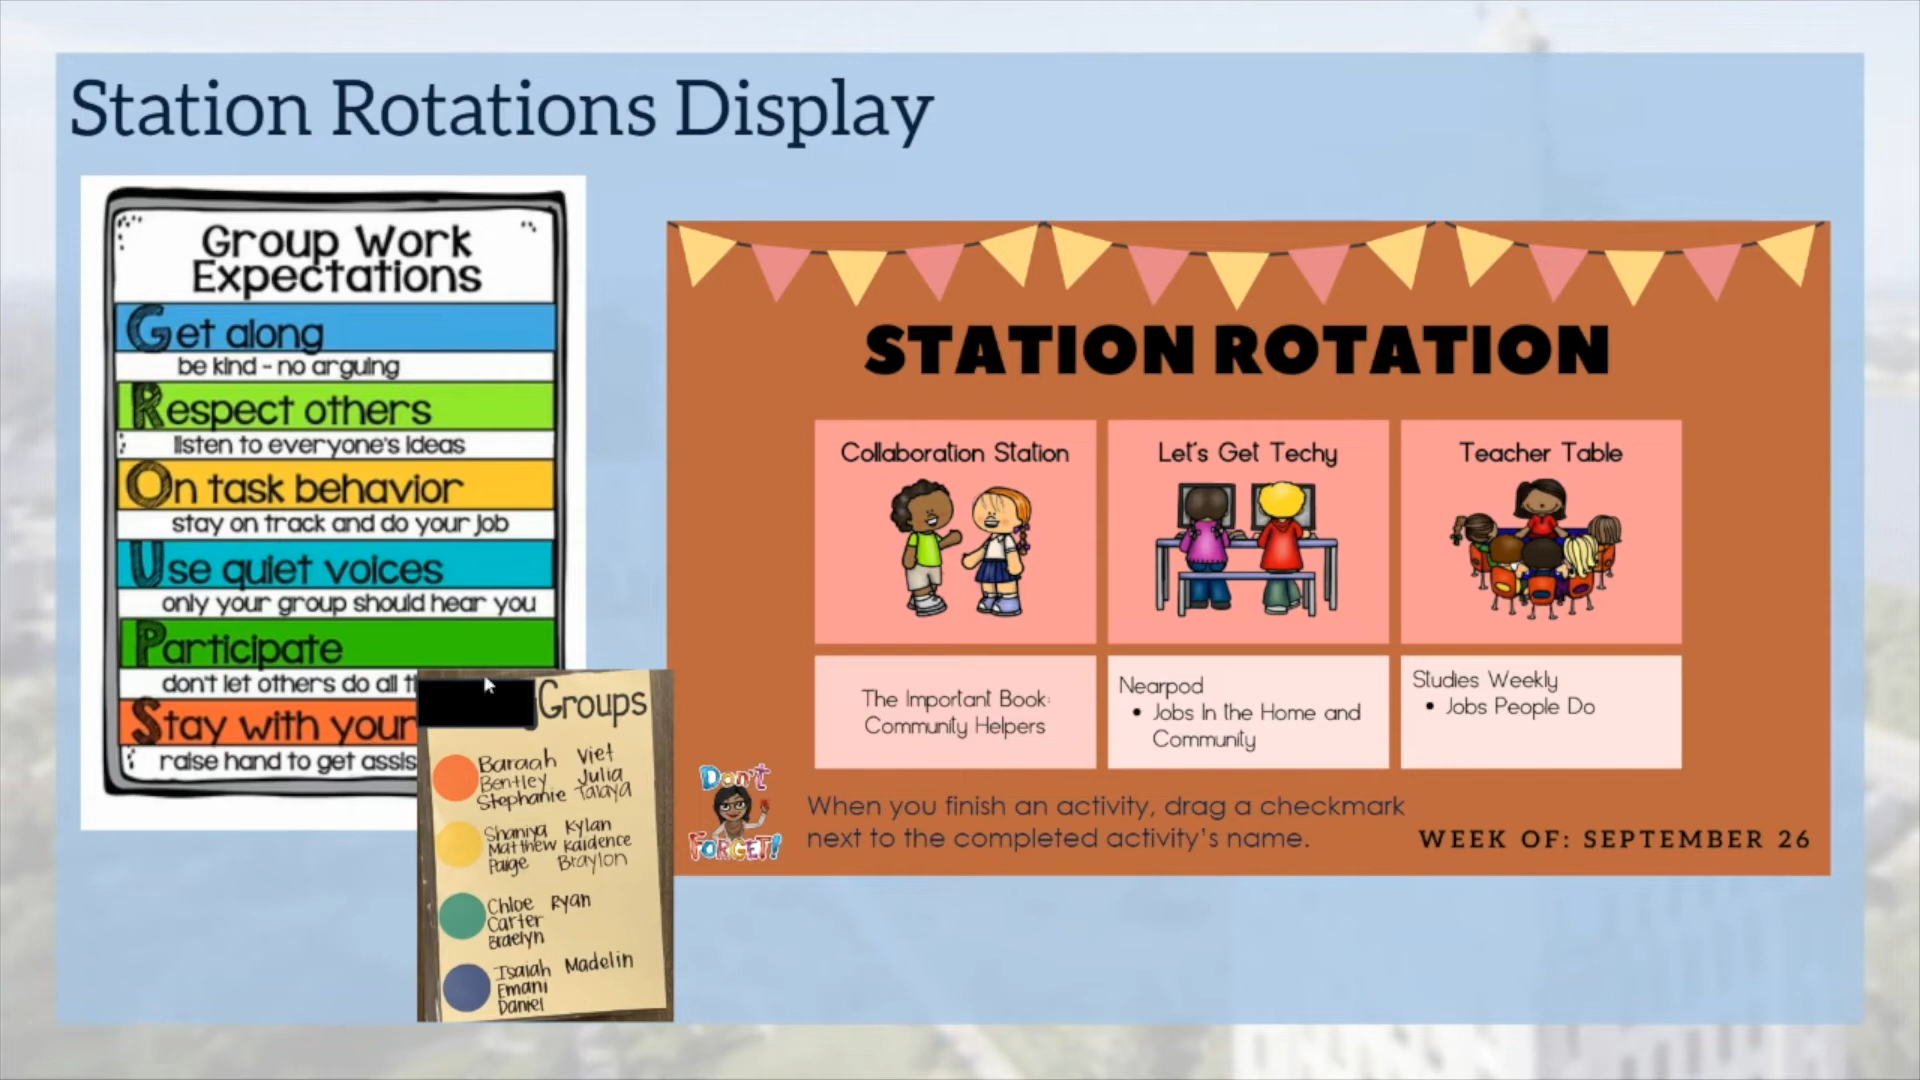 Station Rotations Display
Group Work
Expectations
Get along
be kind - no arguing
Respect others
listen to everyone's ideas
On task behavior
stay on track and do your job
Use quiet voices
only your group should hear you
Participate
don't let others do all
Stay with your
raise hand to get
Groups
Baraah Viet
Bentley Julia
Stephanie Talaya
Shaniya Kylan
Matthew Kaidence
Paige Braylon
Chloe Ryan
Carter
Braelyn
Isaiah Madelin
Emani
Daniel
STATION ROTATION
Collaboration Station
Let's Get Techy
Teacher Table
The Important Book:
Community Helpers
Nearpod
• Jobs In the Home and
Community
Studies Weekly
• Jobs People Do
Don't
FORGET!
When you finish an activity, drag a checkmark
next to the completed activity's name.
WEEK OF: SEPTEMBER 26